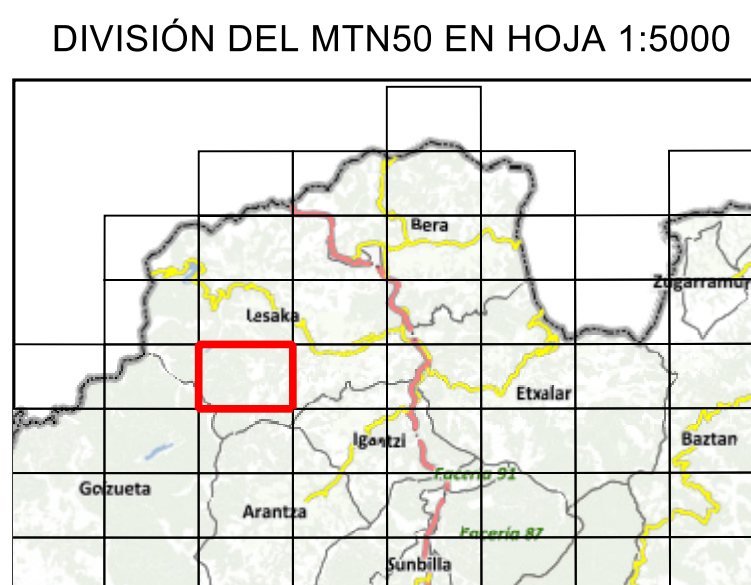 DIVISIÓN DEL MTN50 EN HOJA 1:5000
Bera
Zugarramur
Lesaka
Etxalar
Igantzi
Baztan
Facería 91
Goizueta
Arantza
Facería 87
Sunbilla